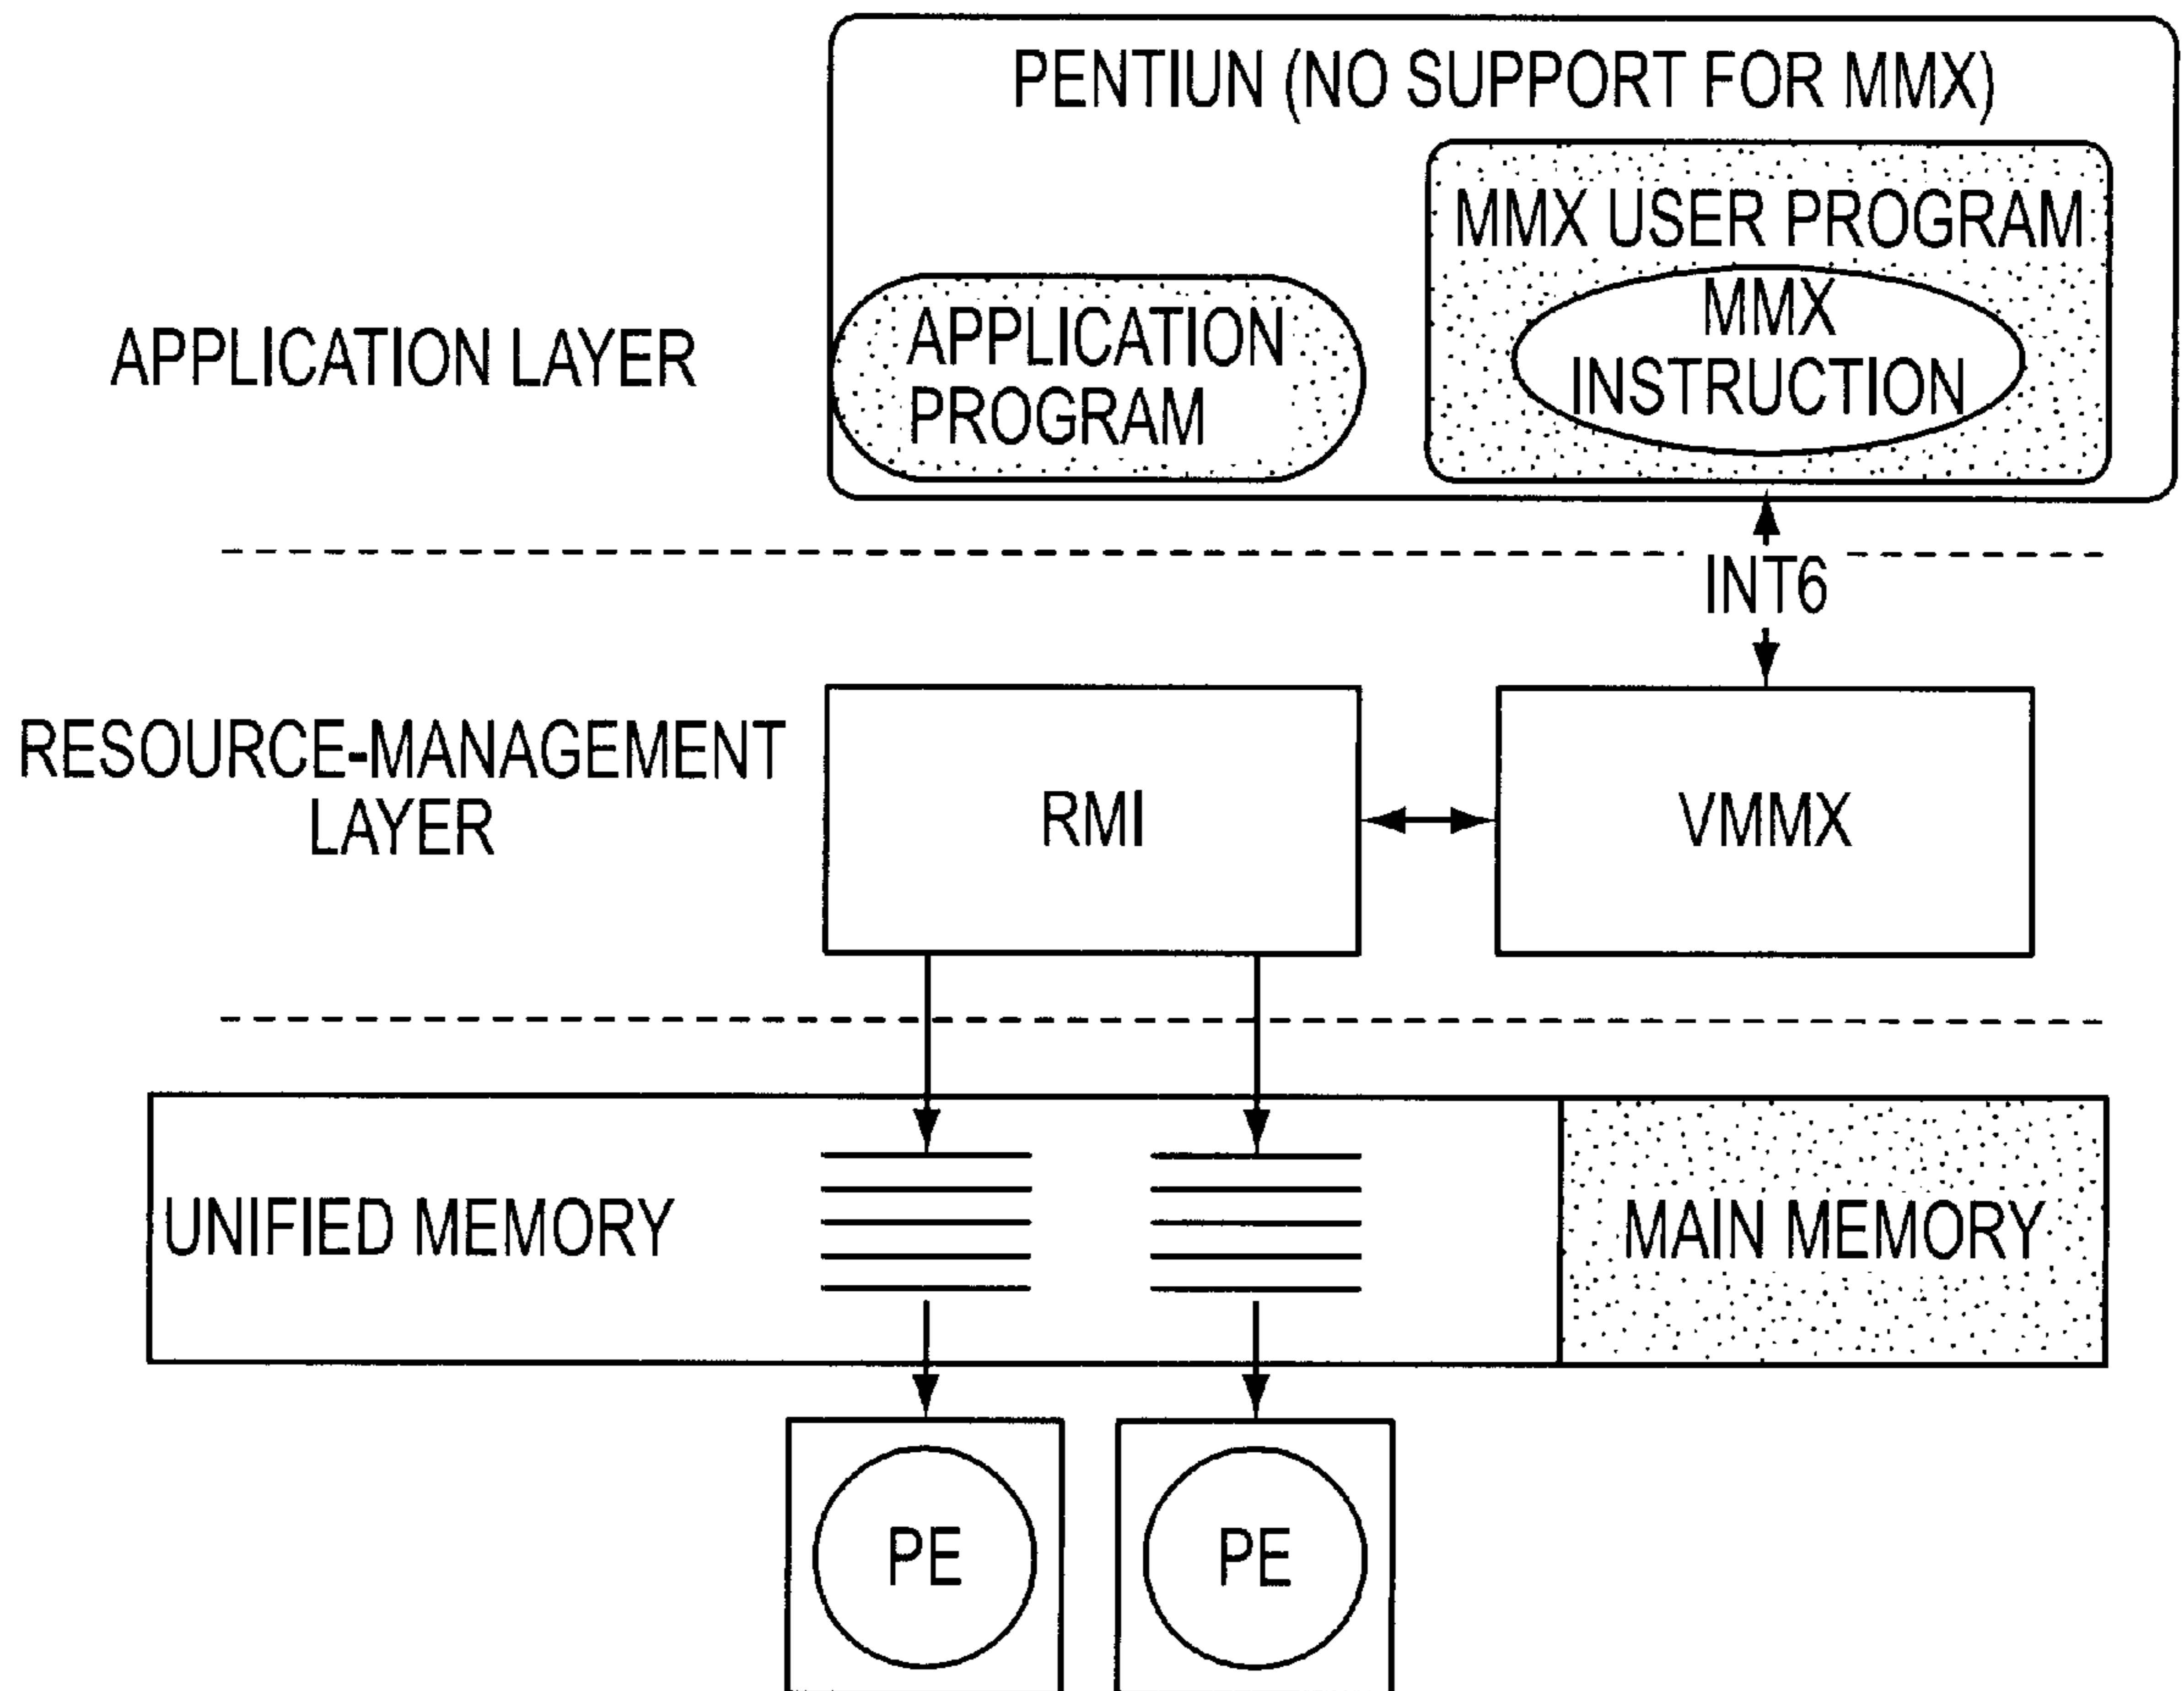 PENTIUN (NO SUPPORT FOR MMX)
MMX USER PROGRAM
MMX
INSTRUCTION
APPLICATION
PROGRAM
APPLICATION LAYER
INT6
RESOURCE-MANAGEMENT
LAYER
RMI
VMMX
UNIFIED MEMORY
MAIN MEMORY
PE
PE